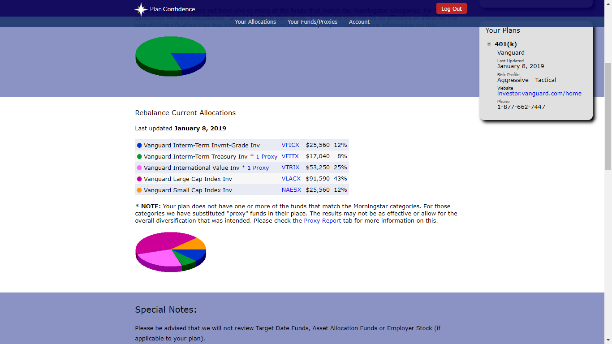 Plan Confidence
Log Out
Your Allocations Your Funds/Proxies Account
Your Plans
401(k)
Vanguard
Last Updated
January 8, 2019
Risk Profile
Aggressive Tactical
Website
investor.vanguard.com/home
Phone
1-877-662-7447
Rebalance Current Allocations
Last updated January 8, 2019
Vanguard Interm-Term Invmt-Grade Inv VFICX $25,560 12%
Vanguard Interm-Term Treasury Inv * 1 Proxy VFITX $17,040 8%
Vanguard International Value Inv * 1 Proxy VTRIX $53,250 25%
Vanguard Large Cap Index Inv VLACX $91,590 43%
Vanguard Small Cap Index Inv NAESX $25,560 12%
* NOTE: Your plan does not have one or more of the funds that match the Morningstar categories. For those
categories we have substituted "proxy" funds in their place. The results may not be as effective or allow for the
overall diversification that was intended. Please check the Proxy Report tab for more information on this.
Special Notes:
Please be advised that we will not review Target Date Funds, Asset Allocation Funds or Employer Stock (if
applicable to your plan).